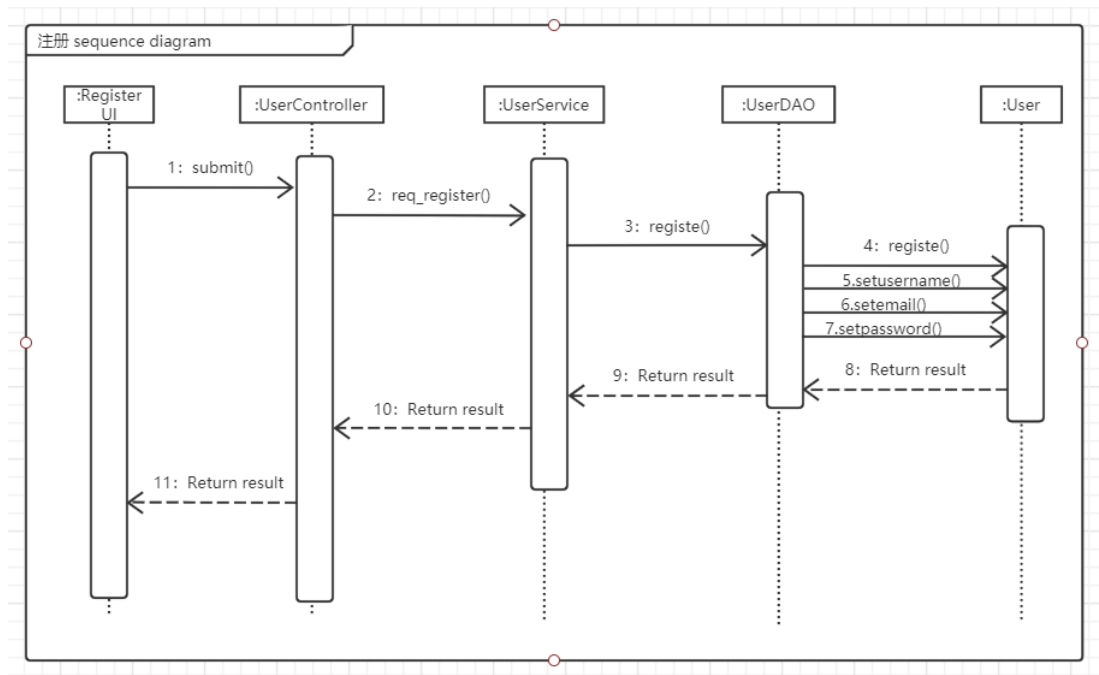 注册 sequence diagram
:Register
UI
:UserController
:UserService
:UserDAO
:User
1：submit()
2：req_register()
3：registe()
4：registe()
5.setusername()
6.setemail()
7.setpassword()
8：Return result
9：Return result
10：Return result
11：Return result